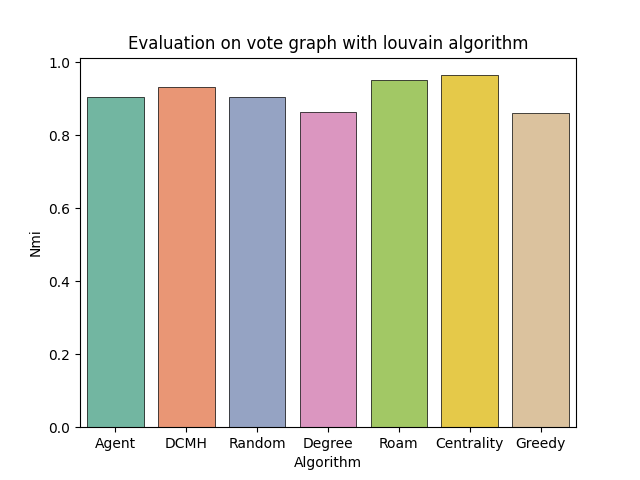 Evaluation on vote graph with louvain algorithm
1.0
0.8
0.6
0.4
0.2
0.0
Nmi
Agent DCMH Random Degree Roam Centrality Greedy
Algorithm